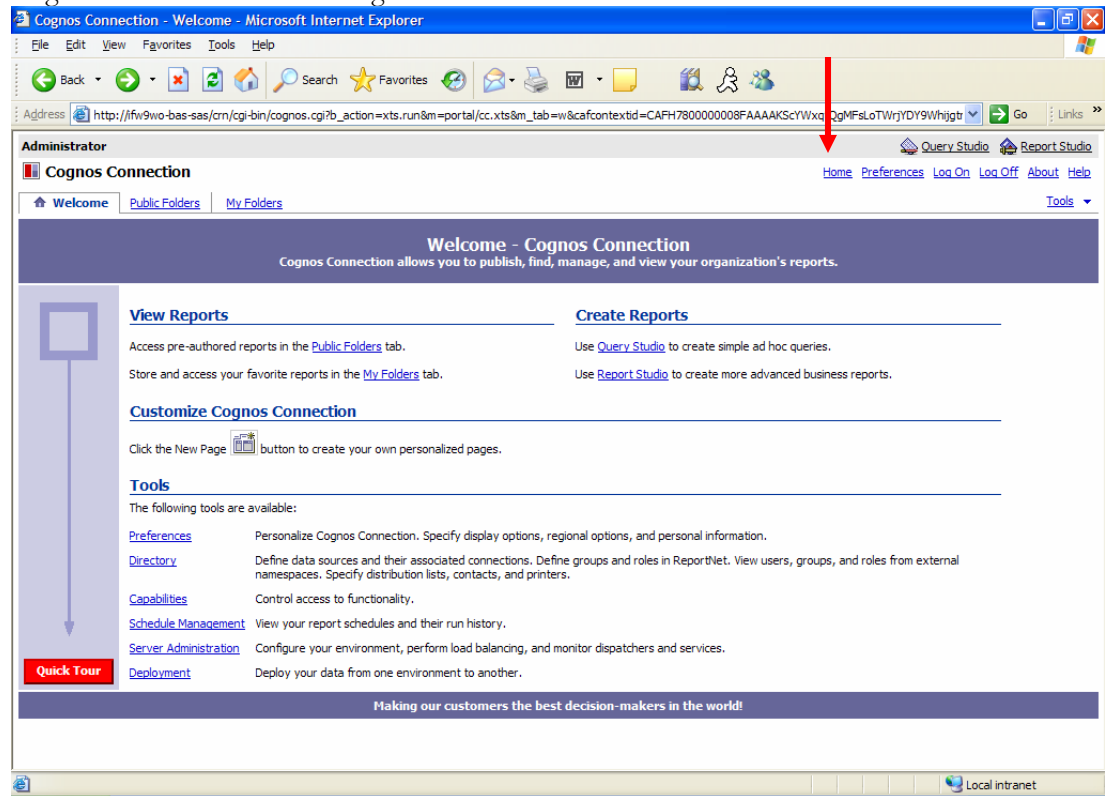 Cognos Connection - Welcome - Microsoft Internet Explorer
File Edit View Favorites Tools Help
Back Search Favorites
Address http://ifw9wo-bas-sas/crn/cgi-bin/cognos.cgi?b_action=xts.run&m=portal/cc.xts&m_tab=w&cafcontextid= Go Links »
Administrator Query Studio Report Studio
Cognos Connection Home Preferences Log On Log Off About Help
Welcome Public Folders My Folders Tools
Welcome - Cognos Connection
Cognos Connection allows you to publish, find, manage, and view your organization's reports.
View Reports Create Reports
Access pre-authored reports in the Public Folders tab. Use Query Studio to create simple ad hoc queries.
Store and access your favorite reports in the My Folders tab. Use Report Studio to create more advanced business reports.
Customize Cognos Connection
Click the New Page button to create your own personalized pages.
Tools
The following tools are available:
Preferences Personalize Cognos Connection. Specify display options, regional options, and personal information.
Directory Define data sources and their associated connections. Define groups and roles in ReportNet. View users, groups, and roles from external
namespaces. Specify distribution lists, contacts, and printers.
Capabilities Control access to functionality.
Schedule Management View your report schedules and their run history.
Server Administration Configure your environment, perform load balancing, and monitor dispatchers and services.
Quick Tour Deployment Deploy your data from one environment to another.
Making our customers the best decision-makers in the world!
Local intranet